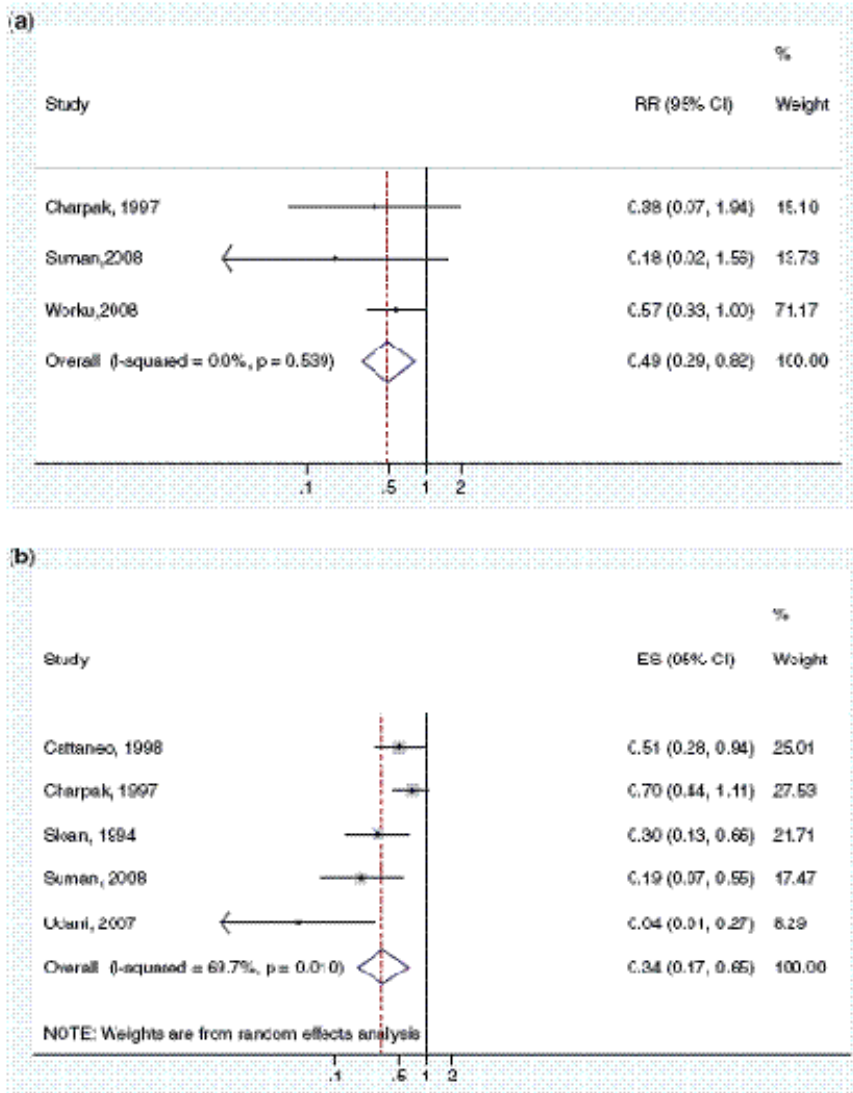 (a)
%
Study RR (95% CI) Weight
Charpak, 1997 0.38 (0.07, 1.94) 15.10
Suman,2008 0.18 (0.02, 1.56) 13.73
Worku,2008 0.57 (0.33, 1.00) 71.17
Overall (I-squared = 0.0%, p = 0.539) 0.49 (0.29, 0.82) 100.00
.1 .5 1 2
(b)
%
Study ES (95% CI) Weight
Cattaneo, 1998 0.51 (0.28, 0.94) 25.01
Charpak, 1997 0.70 (0.44, 1.11) 27.53
Sloan, 1994 0.30 (0.13, 0.66) 21.71
Suman, 2008 0.19 (0.07, 0.55) 17.47
Udani, 2007 0.04 (0.01, 0.27) 8.29
Overall (I-squared = 69.7%, p = 0.010) 0.34 (0.17, 0.65) 100.00
NOTE: Weights are from random effects analysis
.1 .5 1 2